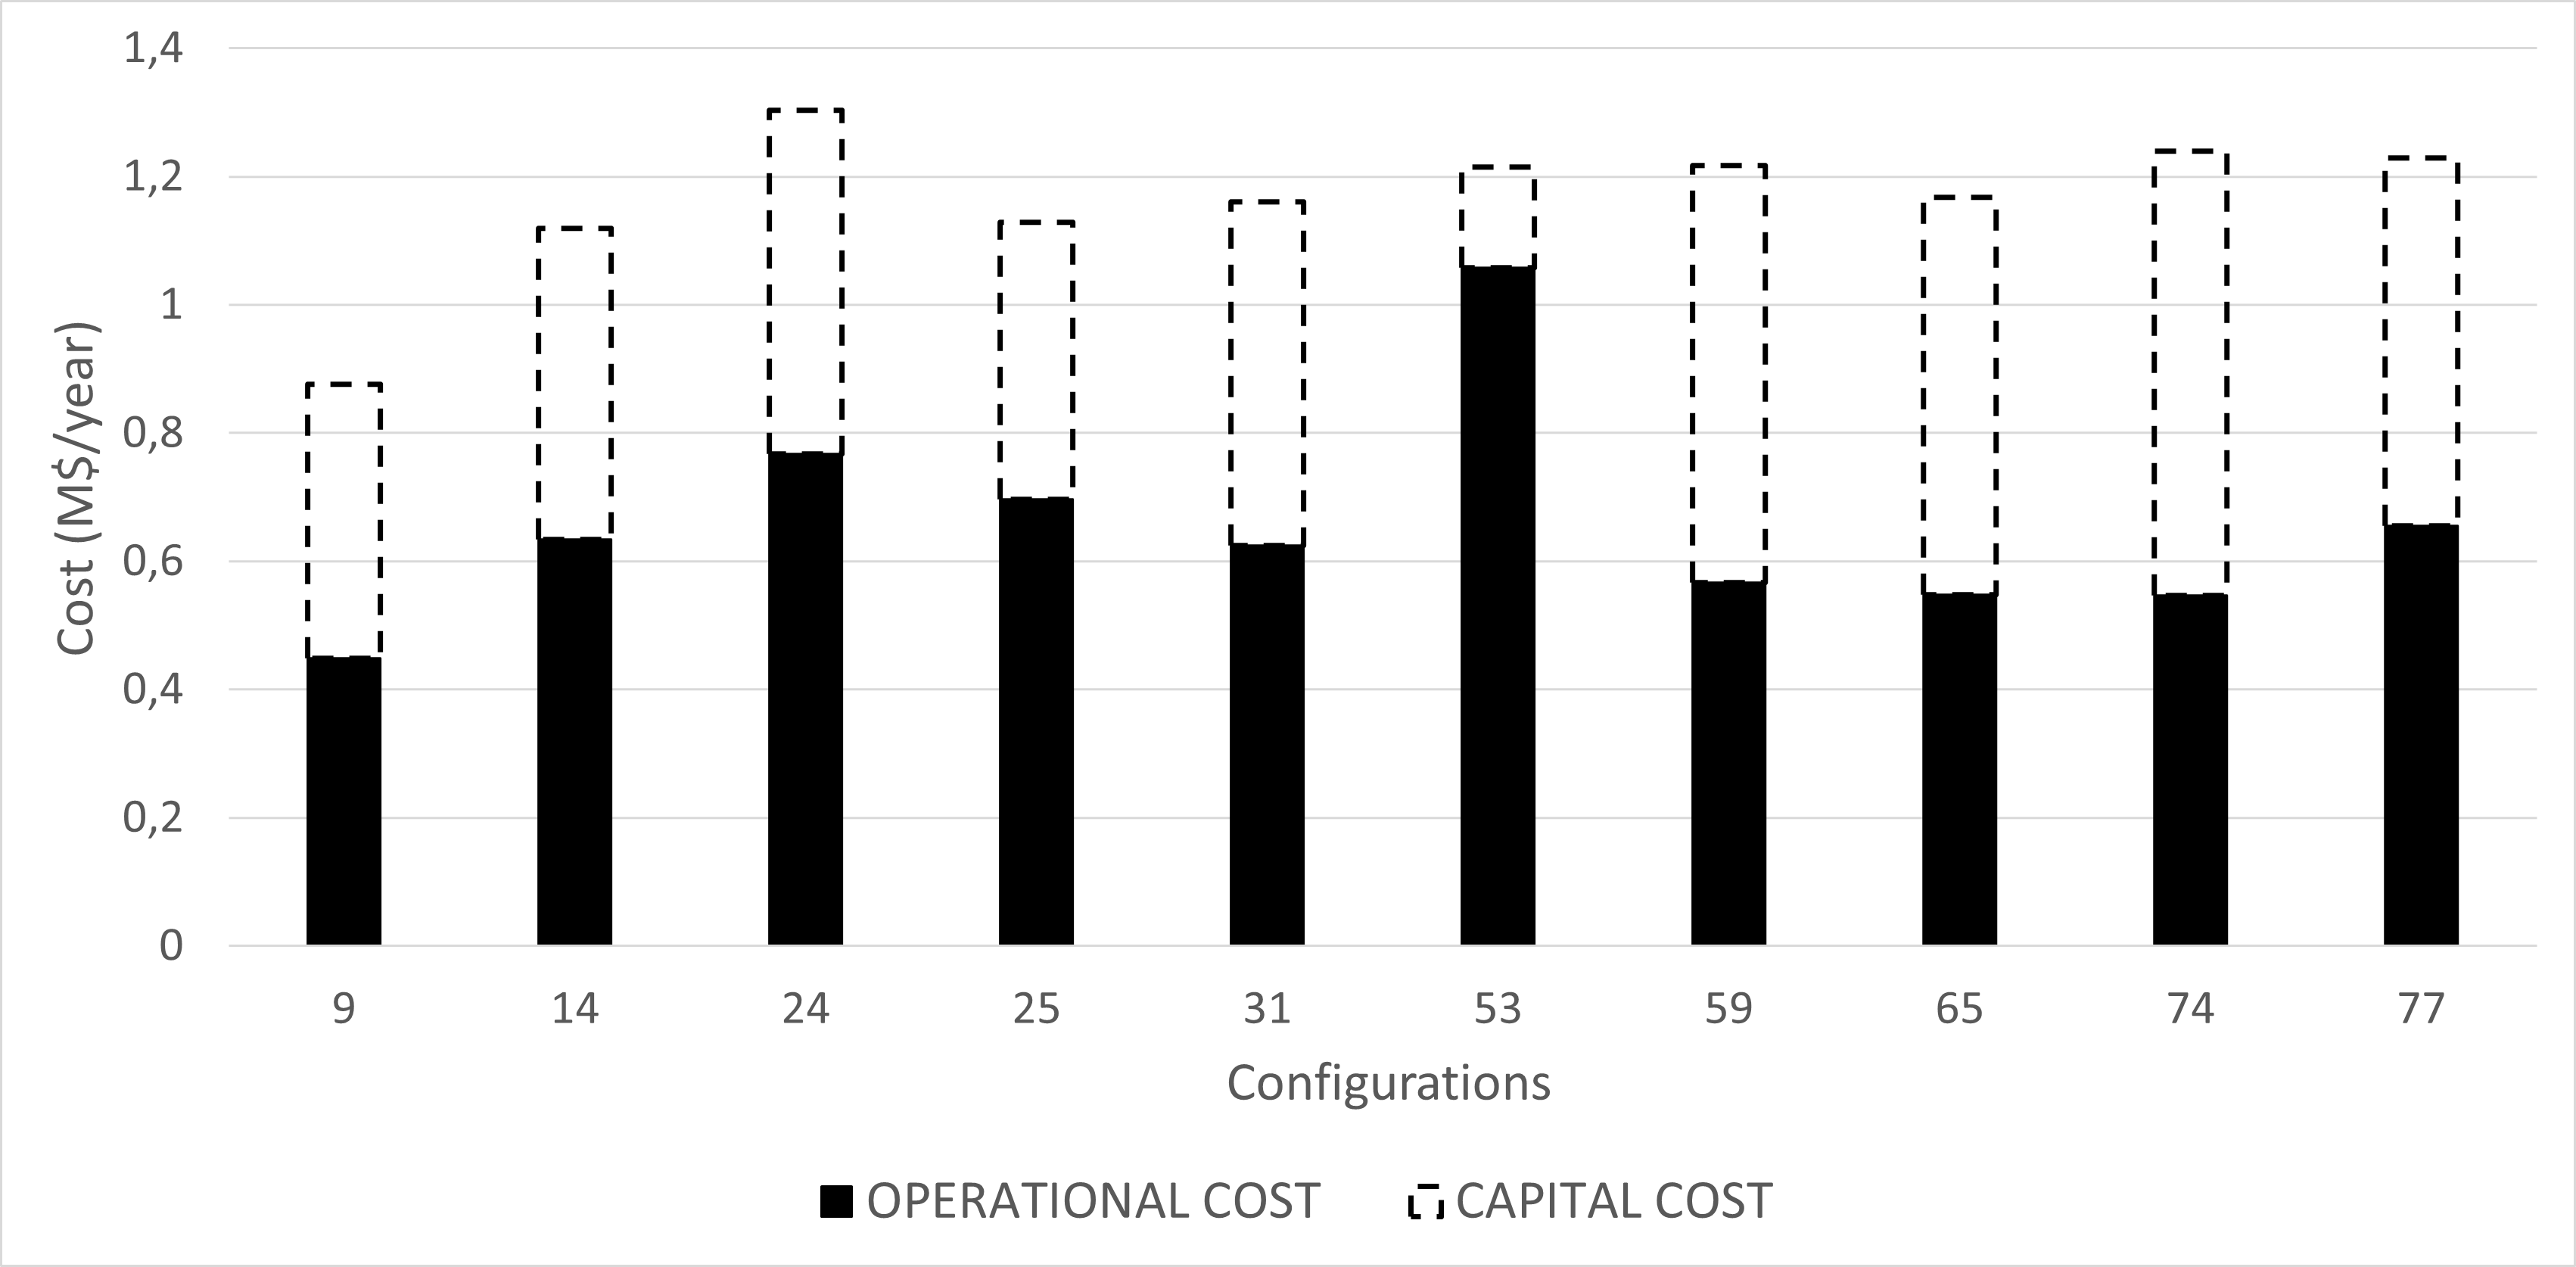 1,4
1,2
1
0,8
0,6
0,4
0,2
0
Cost (M$/year)
9 14 24 25 31 53 59 65 74 77
Configurations
OPERATIONAL COST CAPITAL COST